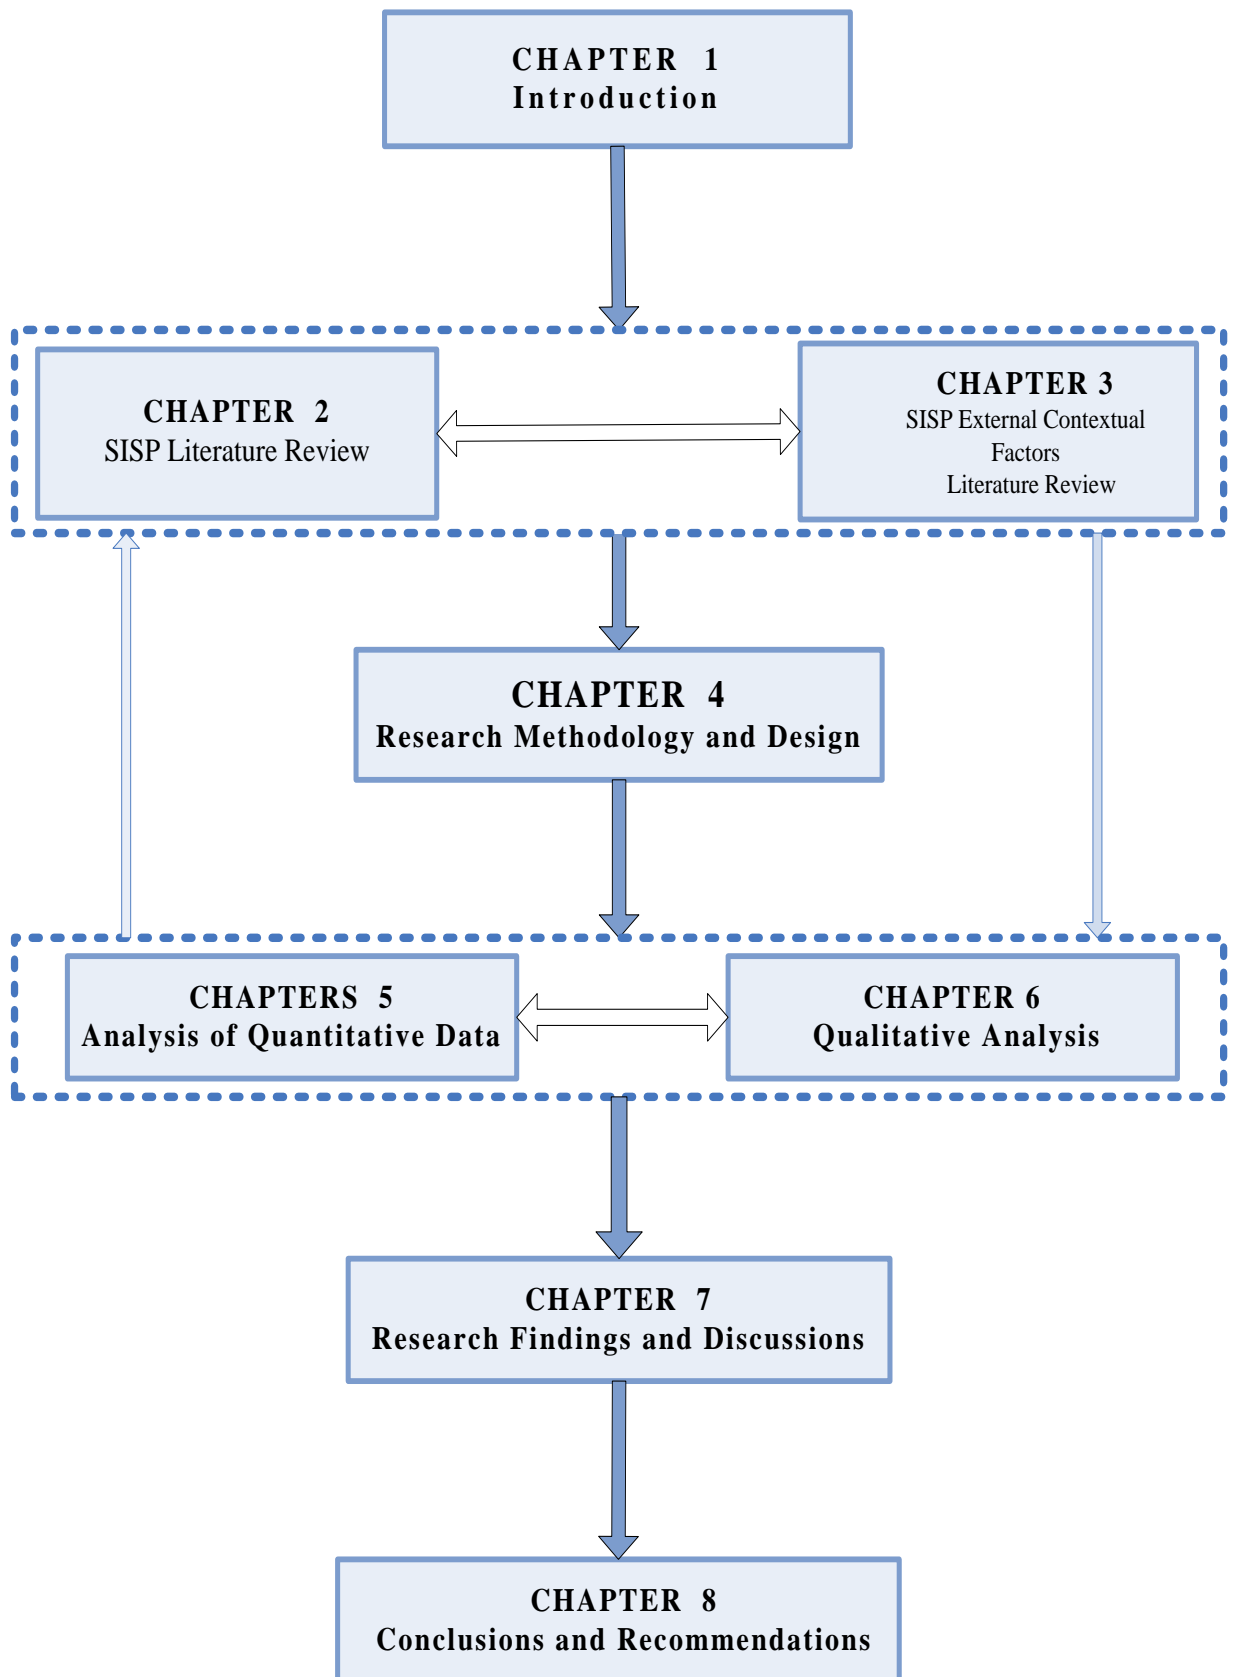 CHAPTER 1
Introduction
CHAPTER 2
SISP Literature Review
CHAPTER 3
SISP External Contextual
Factors
Literature Review
CHAPTER 4
Research Methodology and Design
CHAPTERS 5
Analysis of Quantitative Data
CHAPTER 6
Qualitative Analysis
CHAPTER 7
Research Findings and Discussions
CHAPTER 8
Conclusions and Recommendations